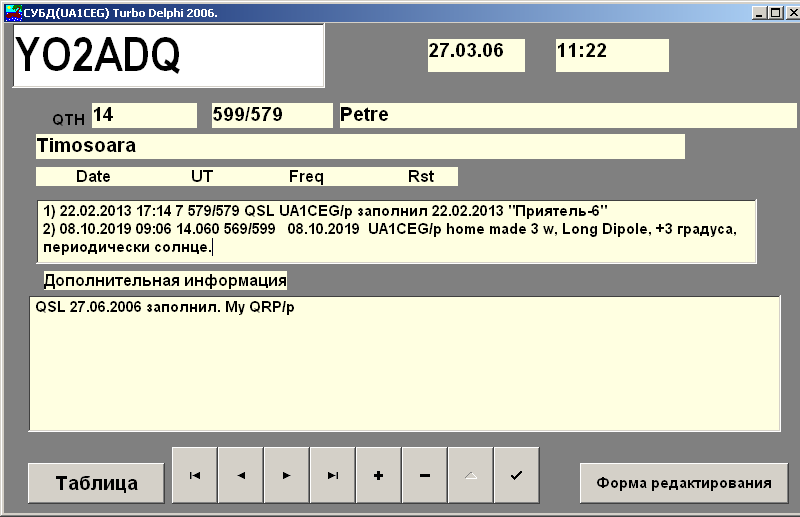 СУБД(UA1CEG) Turbo Delphi 2006.
YO2ADQ
27.03.06 11:22
QTH 14 599/579 Petre
Timosoara
Date UT Freq Rst
1) 22.02.2013 17:14 7 579/579 QSL UA1CEG/p заполнил 22.02.2013 "Приятель-6"
2) 08.10.2019 09:06 14.060 569/599 08.10.2019 UA1CEG/p home made 3 w, Long Dipole, +3 градуса,
периодически солнце.
Дополнительная информация
QSL 27.06.2006 заполнил. My QRP/p
Таблица
Форма редактирования